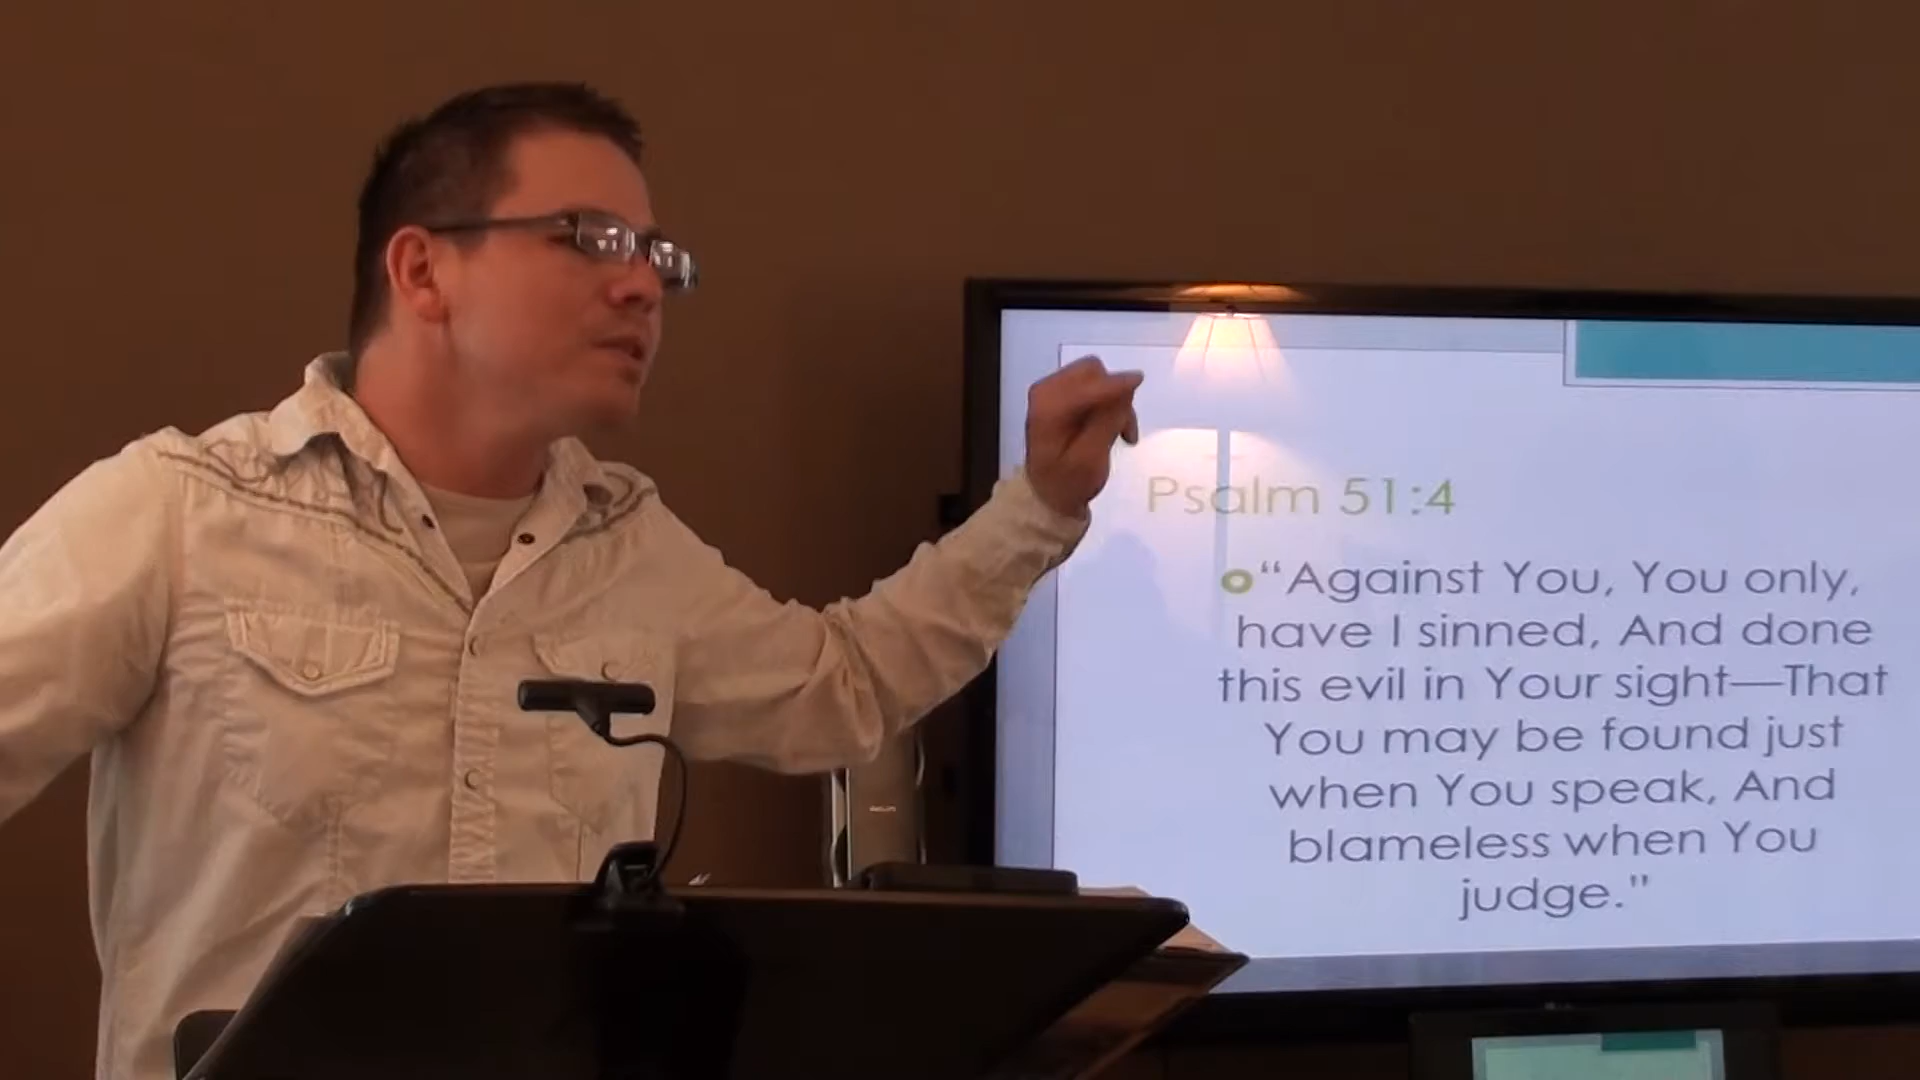 Psalm 51:4
“Against You, You only,
have I sinned, And done
this evil in Your sight—That
You may be found just
when You speak, And
blameless when You
judge."